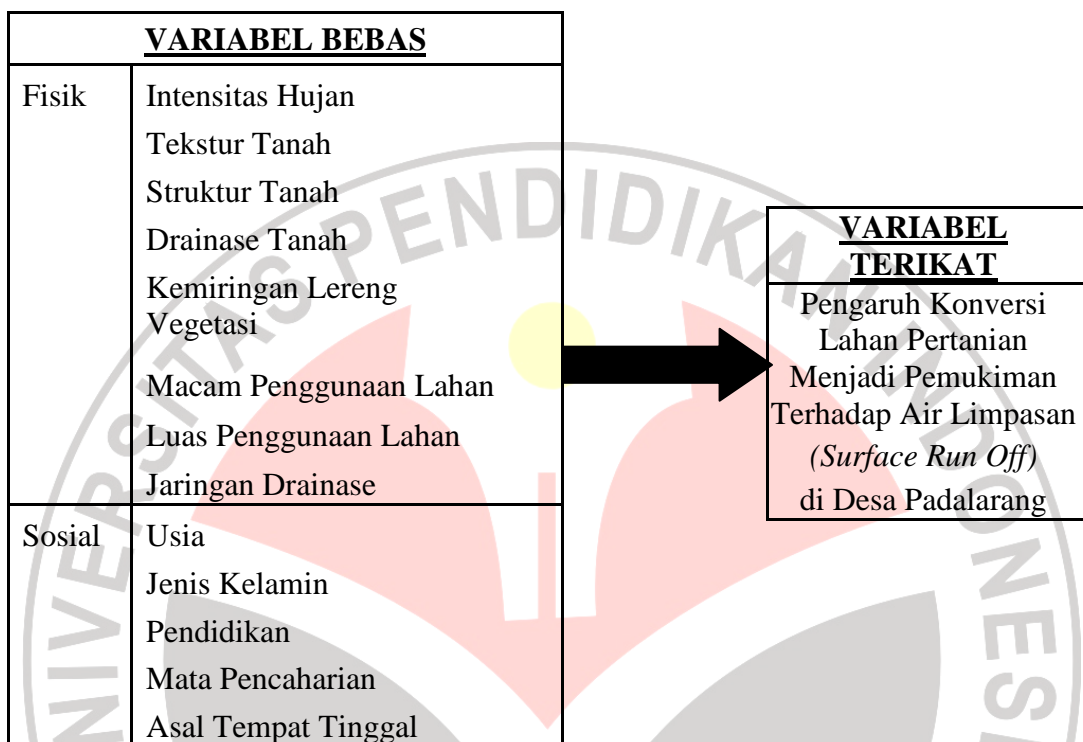 VARIABEL BEBAS
Fisik
Intensitas Hujan
Tekstur Tanah
Struktur Tanah
Drainase Tanah
Kemiringan Lereng
Vegetasi
Macam Penggunaan Lahan
Luas Penggunaan Lahan
Jaringan Drainase
Sosial
Usia
Jenis Kelamin
Pendidikan
Mata Pencaharian
Asal Tempat Tinggal
VARIABEL
TERIKAT
Pengaruh Konversi
Lahan Pertanian
Menjadi Pemukiman
Terhadap Air Limpasan
(Surface Run Off)
di Desa Padalarang